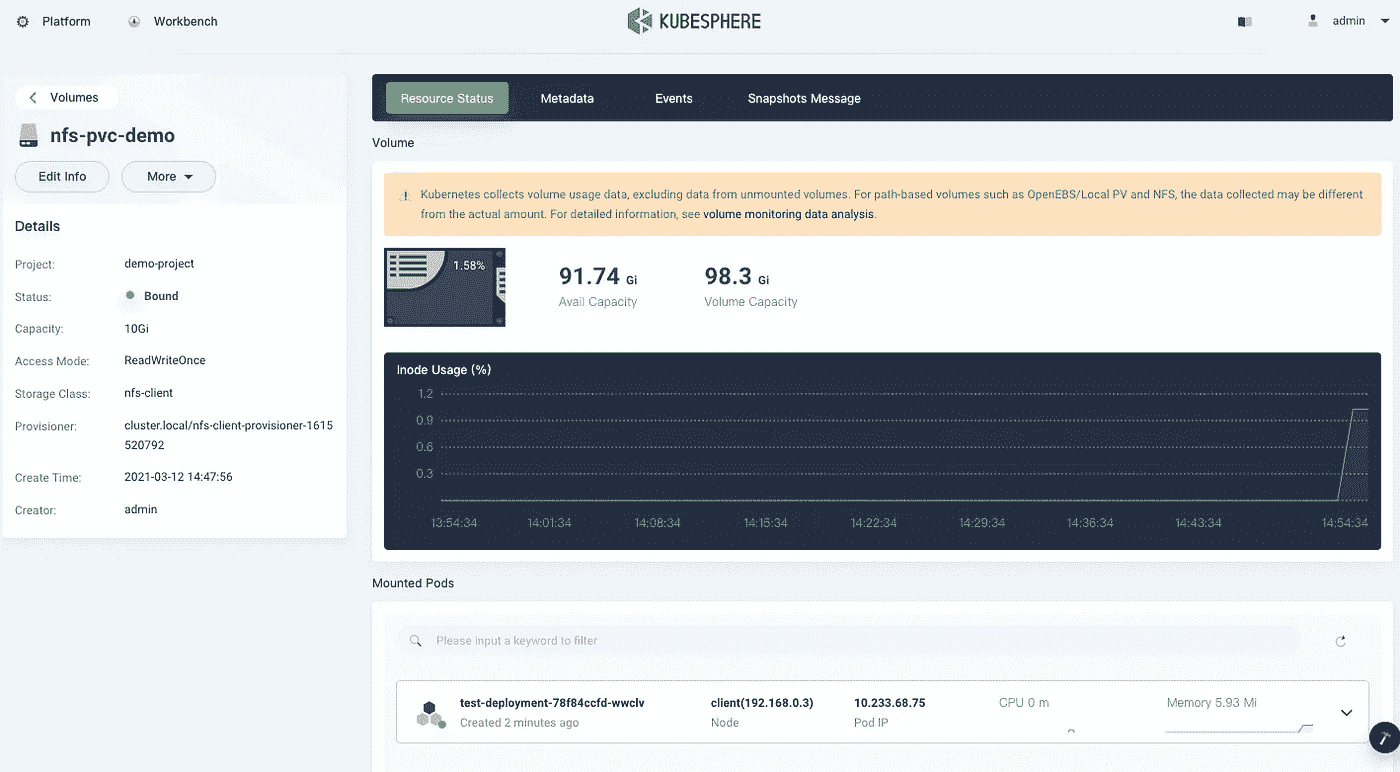 Platform
Workbench
KUBESPHERE
admin
Volumes
nfs-pvc-demo
Edit Info
More
Details
Project: demo-project
Status: Bound
Capacity: 10Gi
Access Mode: ReadWriteOnce
Storage Class: nfs-client
Provisioner: cluster.local/nfs-client-provisioner-1615
520792
Create Time: 2021-03-12 14:47:56
Creator: admin
Resource Status
Metadata
Events
Snapshots Message
Volume
Kubernetes collects volume usage data, excluding data from unmounted volumes. For path-based volumes such as OpenEBS/Local PV and NFS, the data collected may be different
from the actual amount. For detailed information, see volume monitoring data analysis.
1.58%
91.74 Gi
Avail Capacity
98.3 Gi
Volume Capacity
Inode Usage (%)
1.2
0.9
0.6
0.3
13:54:34 14:01:34 14:08:34 14:15:34 14:22:34 14:29:34 14:36:34 14:43:34 14:54:34
Mounted Pods
Please input a keyword to filter
test-deployment-78f84ccfd-wwclv
Created 2 minutes ago
client(192.168.0.3)
Node
10.233.68.75
Pod IP
CPU 0 m
Memory 5.93 Mi